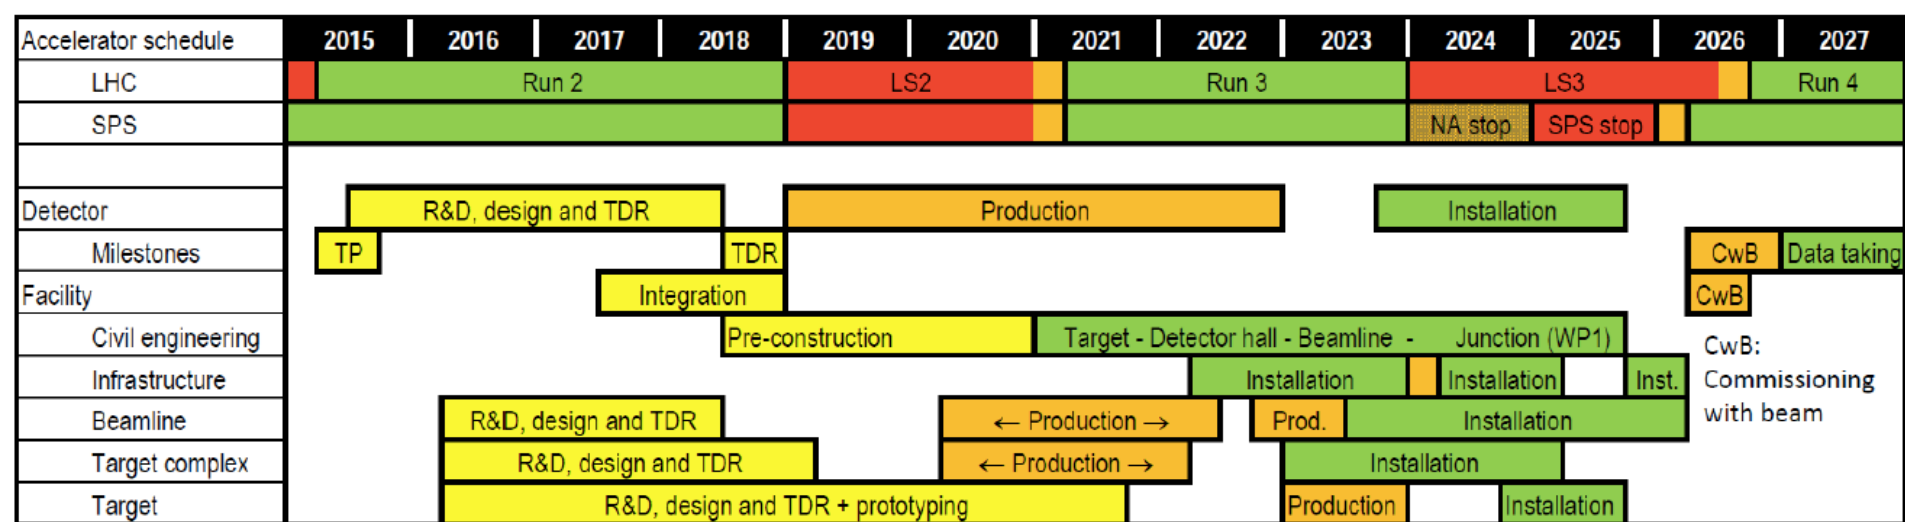 Accelerator schedule 2015 2016 2017 2018 2019 2020 2021 2022 2023 2024 2025 2026 2027
LHC Run 2 LS2 Run 3 LS3 Run 4
SPS NA stop SPS stop
Detector R&D, design and TDR Production Installation
Milestones TP TDR CwB Data taking
Facility Integration CwB
Civil engineering Pre-construction Target - Detector hall - Beamline - Junction (WP1)
Infrastructure Installation Installation Inst.
Beamline R&D, design and TDR ← Production → Prod. Installation
Target complex R&D, design and TDR ← Production → Installation
Target R&D, design and TDR + prototyping Production Installation
CwB:
Commissioning
with beam